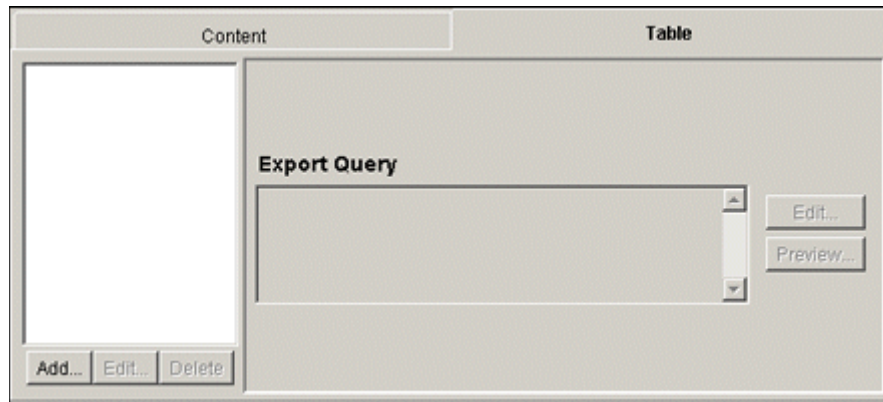 Content
Table
Export Query
Edit...
Preview...
Add... Edit... Delete